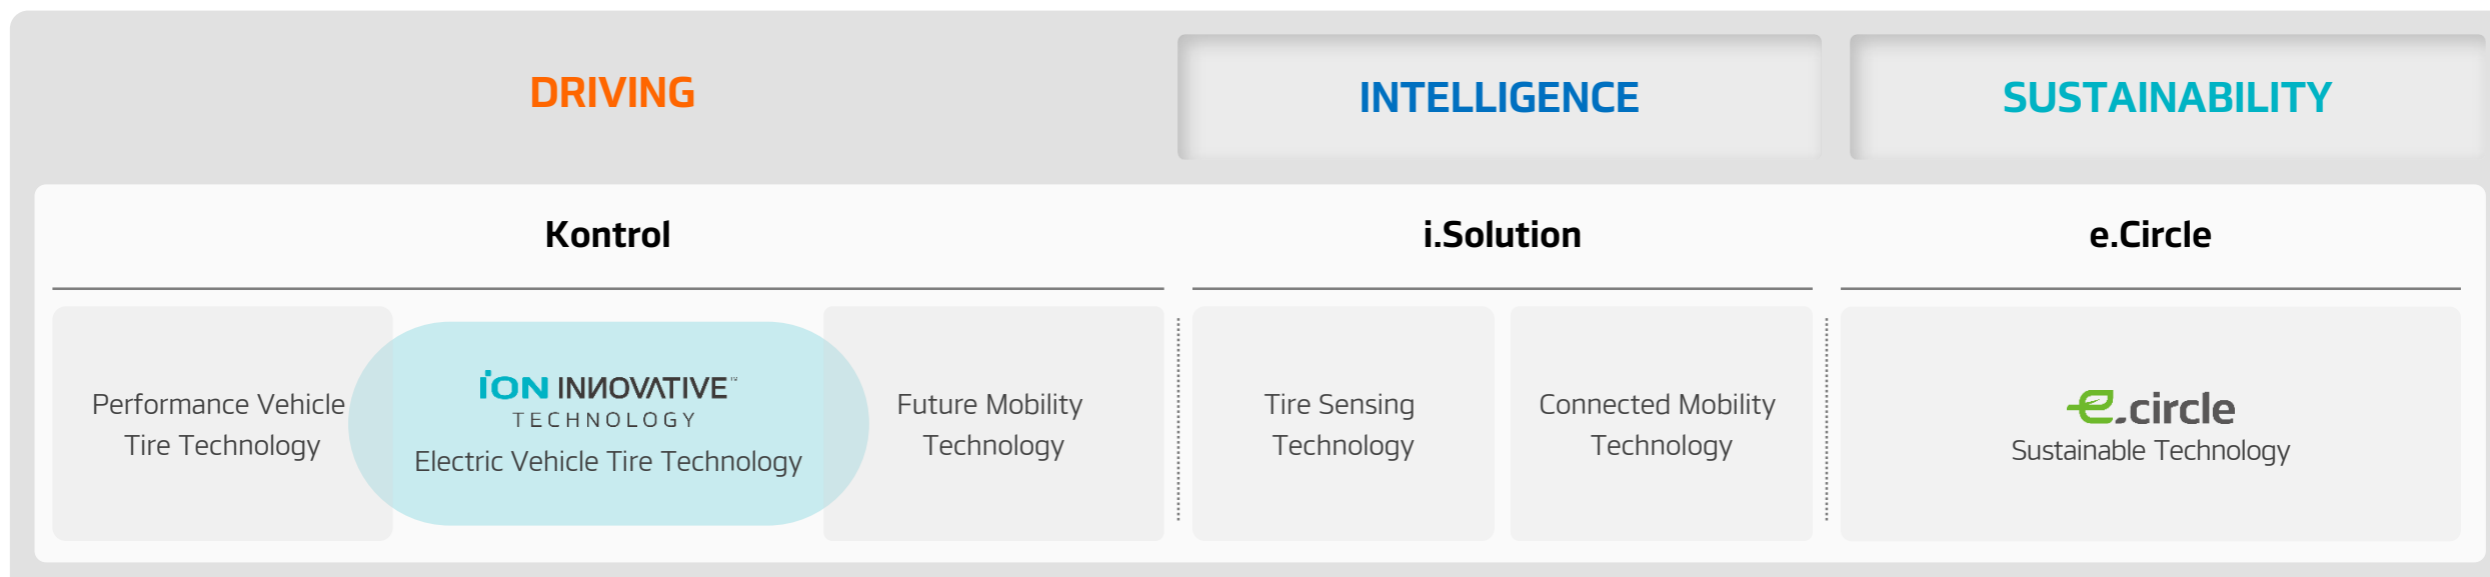 DRIVING
INTELLIGENCE
SUSTAINABILITY
Kontrol
i.Solution
e.Circle
Performance Vehicle
Tire Technology
iON INNOVATIVE™
TECHNOLOGY
Electric Vehicle Tire Technology
Future Mobility
Technology
Tire Sensing
Technology
Connected Mobility
Technology
e.circle
Sustainable Technology